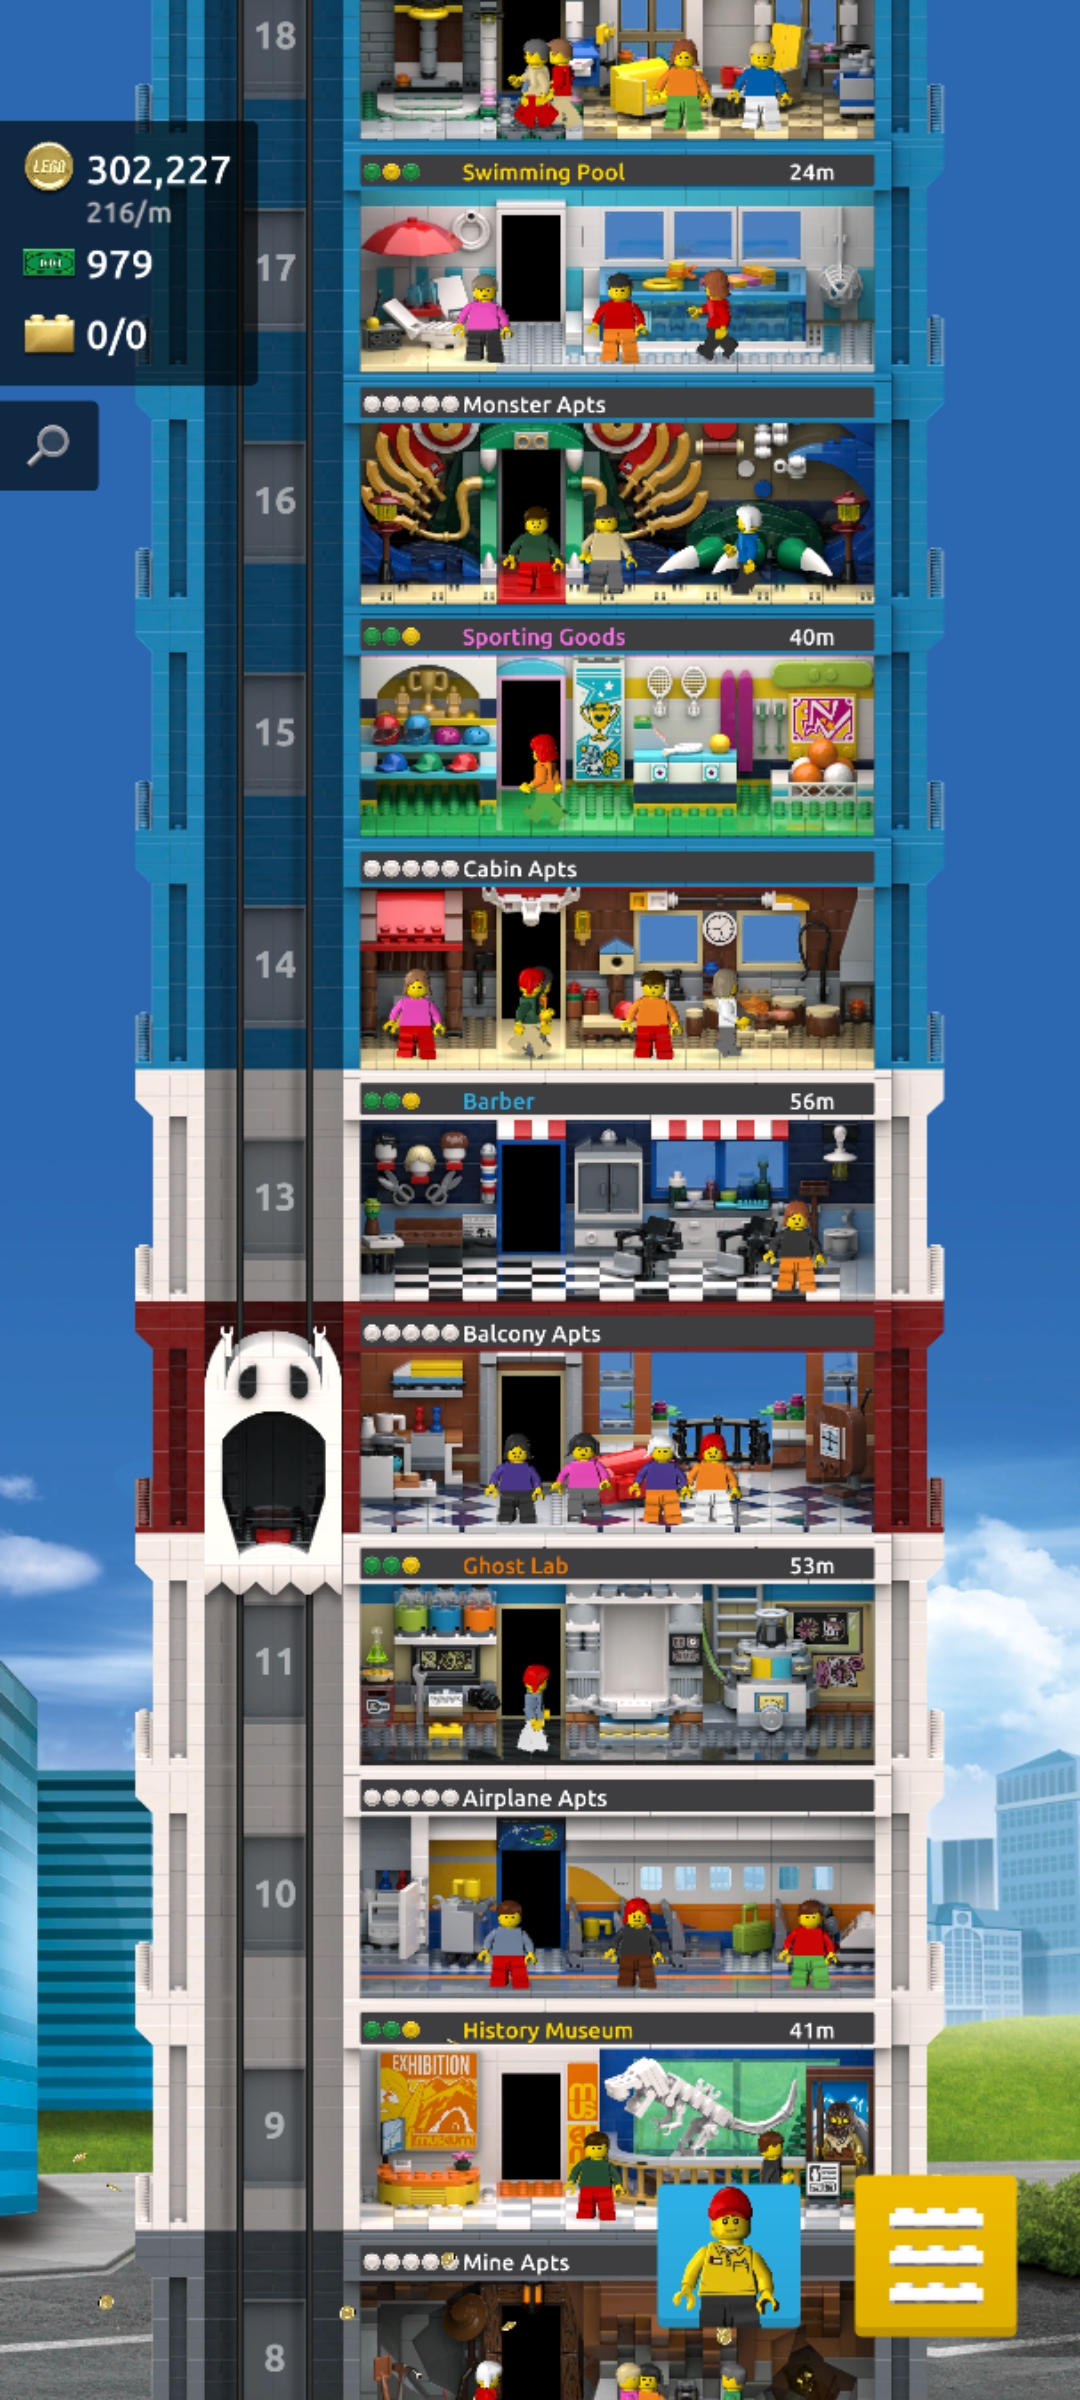 18
LEGO
302,227
216/m
979
0/0
Swimming Pool 24m
17
Monster Apts
16
Sporting Goods 40m
15
Cabin Apts
14
Barber 56m
13
Balcony Apts
Ghost Lab 53m
11
Airplane Apts
10
History Museum 41m
EXHIBITION
museum
9
Mine Apts
8